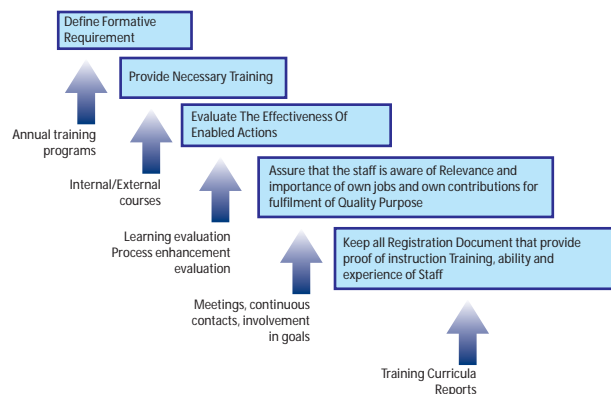 Define Formative
Requirement
Provide Necessary Training
Annual training
programs
Evaluate The Effectiveness Of
Enabled Actions
Internal/External
courses
Assure that the staff is aware of Relevance and
importance of own jobs and own contributions for
fulfilment of Quality Purpose
Learning evaluation
Process enhancement
evaluation
Keep all Registration Document that provide
proof of instruction Training, ability and
experience of Staff
Meetings, continuous
contacts, involvement
in goals
Training Curricula
Reports